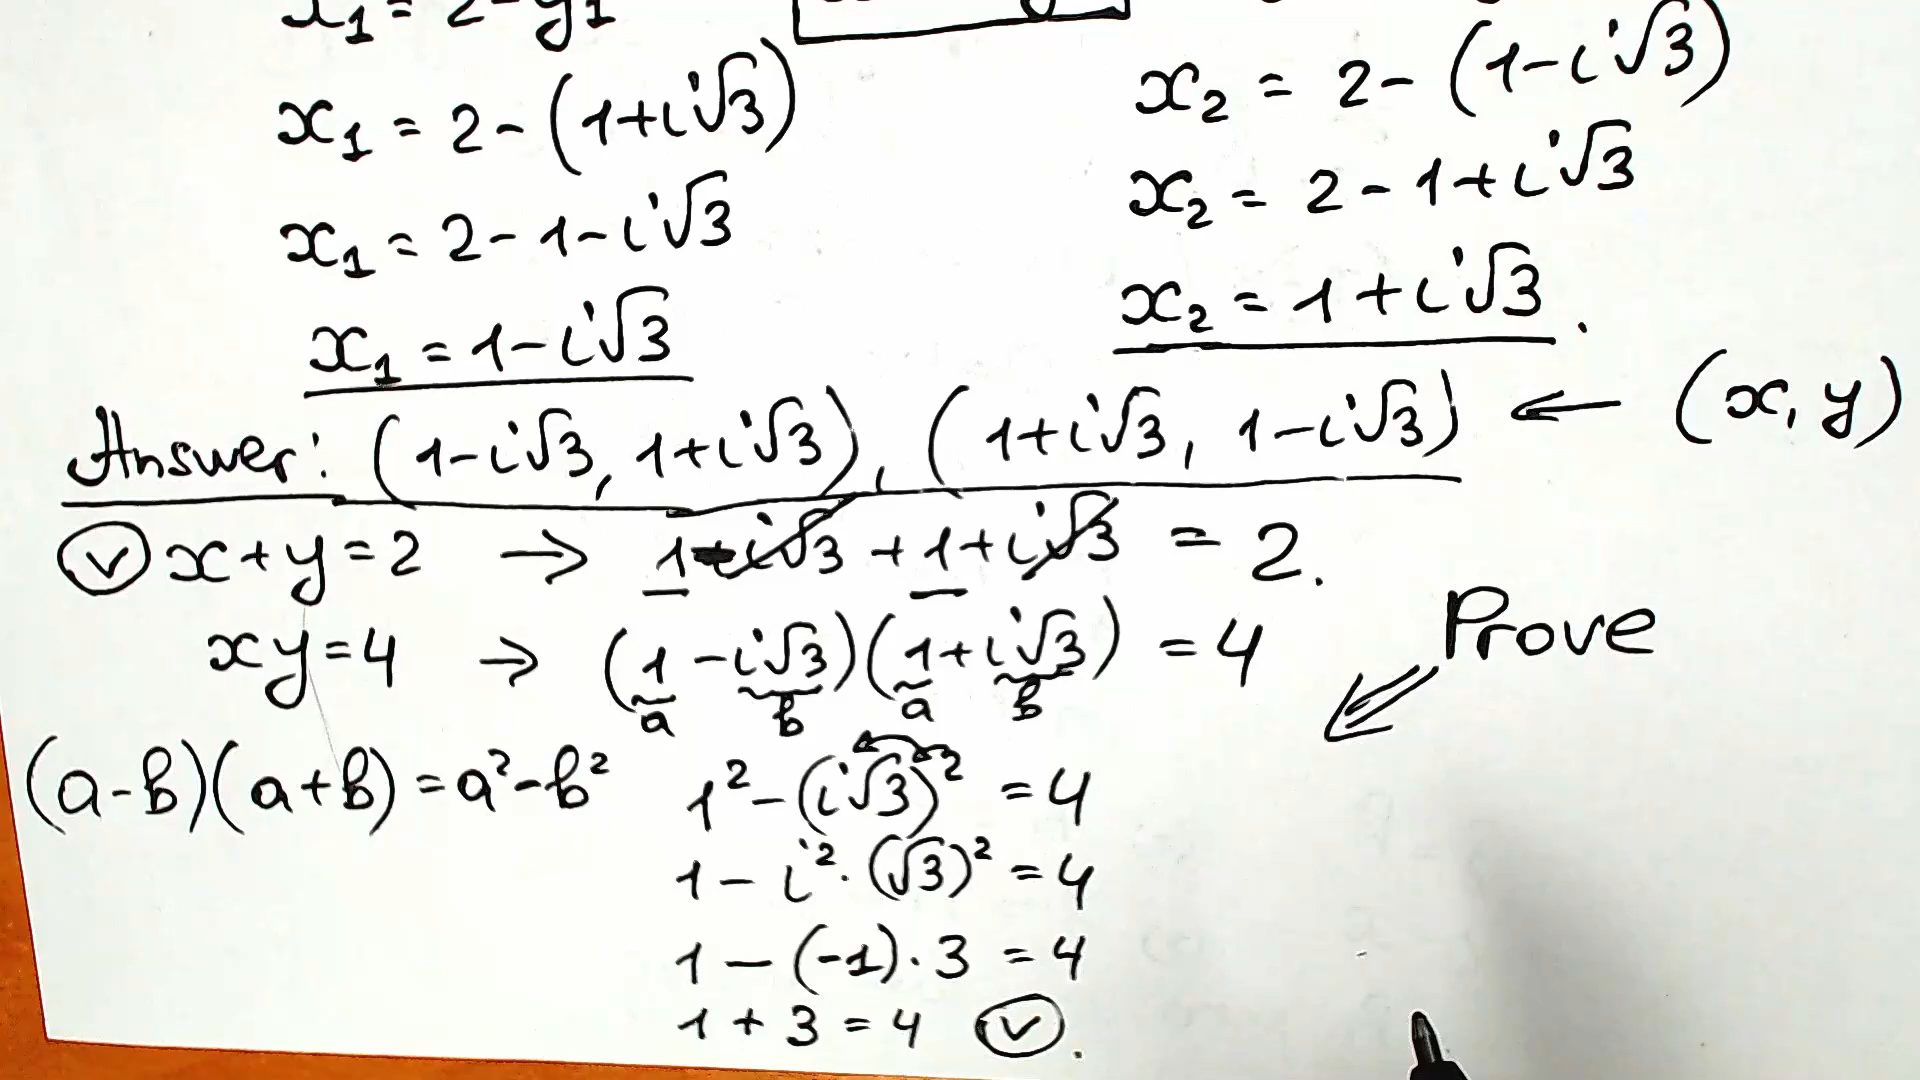 x₁ = 2 - y₁
x₁ = 2 - (1+i√3)
x₁ = 2 - 1 - i√3
x₁ = 1 - i√3
x₂ = 2 - (1-i√3)
x₂ = 2 - 1 + i√3
x₂ = 1 + i√3.
Answer: (1-i√3, 1+i√3), (1+i√3, 1-i√3) ← (x, y)
Ⓥ x+y=2 → 1-i√3 + 1+i√3 = 2.
xy=4 → (1-i√3)(1+i√3) = 4
a b a b
Prove
(a-b)(a+b) = a²-b²
1² - (i√3)² = 4
1 - i² · (√3)² = 4
1 - (-1) · 3 = 4
1 + 3 = 4 Ⓥ.